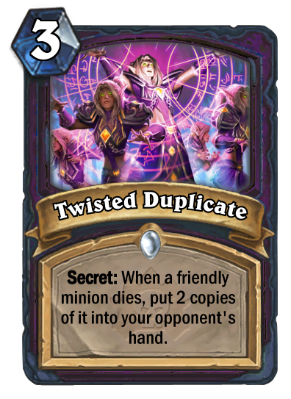 3
Twisted Duplicate
Secret: When a friendly
minion dies, put 2 copies
of it into your opponent's
hand.